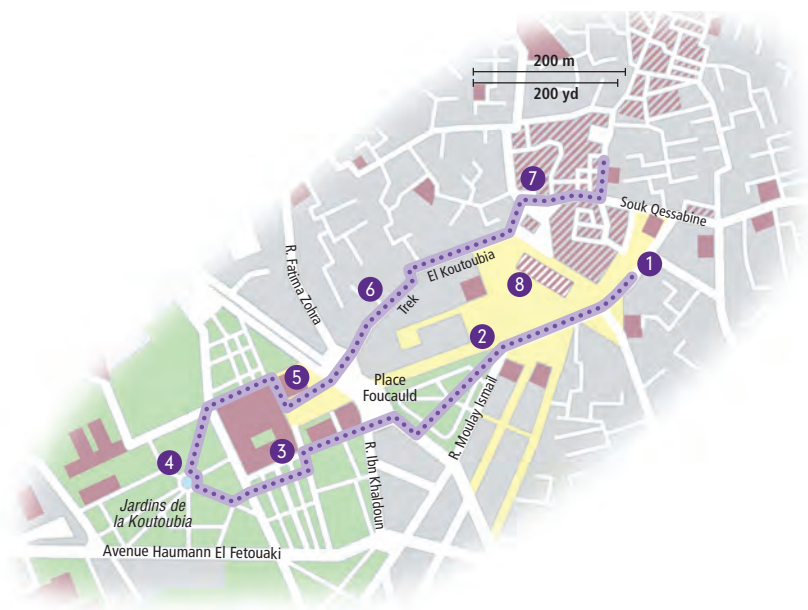 200 m
200 yd
7
Souk Qessabine
1
R. Fatima Zohra
El Koutoubia
Trek
8
6
2
5
Place
Foucauld
R. Moulay Ismail
3
R. Ibn Khaldoun
4
Jardins de
la Koutoubia
Avenue Haumann El Fetouaki